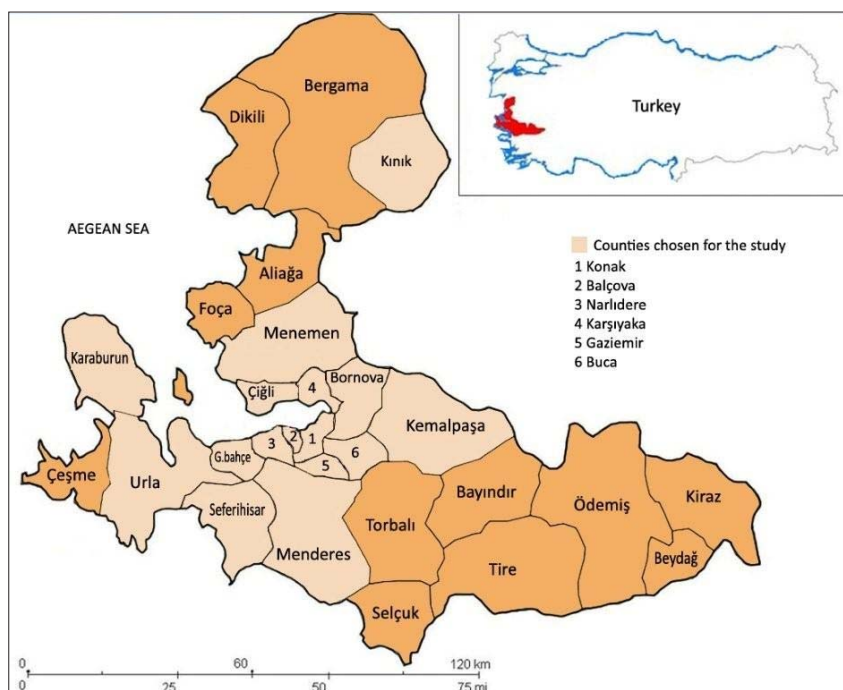 Bergama
Dikili
Kınık
Turkey
AEGEAN SEA
Aliağa
Foça
Menemen
Karaburun
Çiğli
4
Bornova
Kemalpaşa
Çeşme
Urla
G.bahçe
3
2
1
5
6
Seferihisar
Menderes
Torbalı
Bayındır
Ödemiş
Kiraz
Beydağ
Tire
Selçuk
Counties chosen for the study
1 Konak
2 Balçova
3 Narlıdere
4 Karşıyaka
5 Gaziemir
6 Buca
0 60 120 km
0 25 50 75 mi